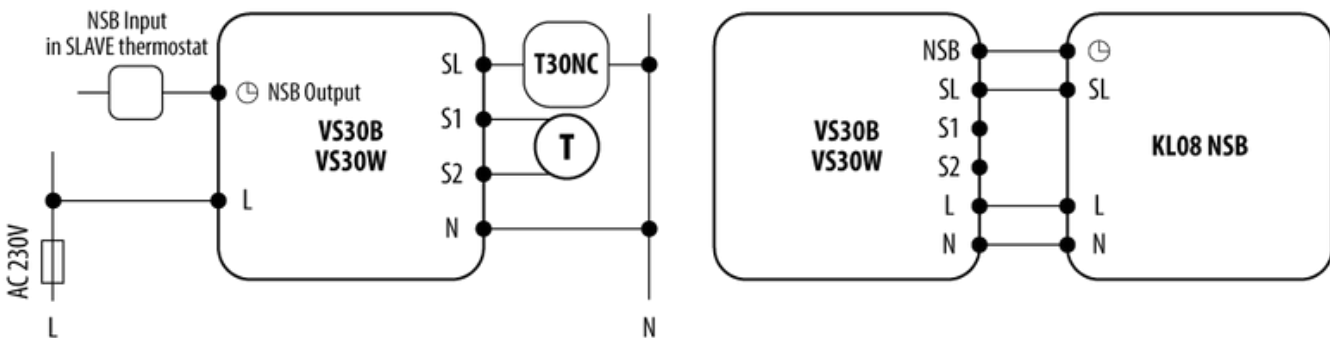 NSB Input
in SLAVE thermostat
NSB Output
VS30B
VS30W
L
SL
S1
S2
N
T30NC
T
AC 230V
L
N
VS30B
VS30W
NSB
SL
S1
S2
L
N
SL
L
N
KL08 NSB